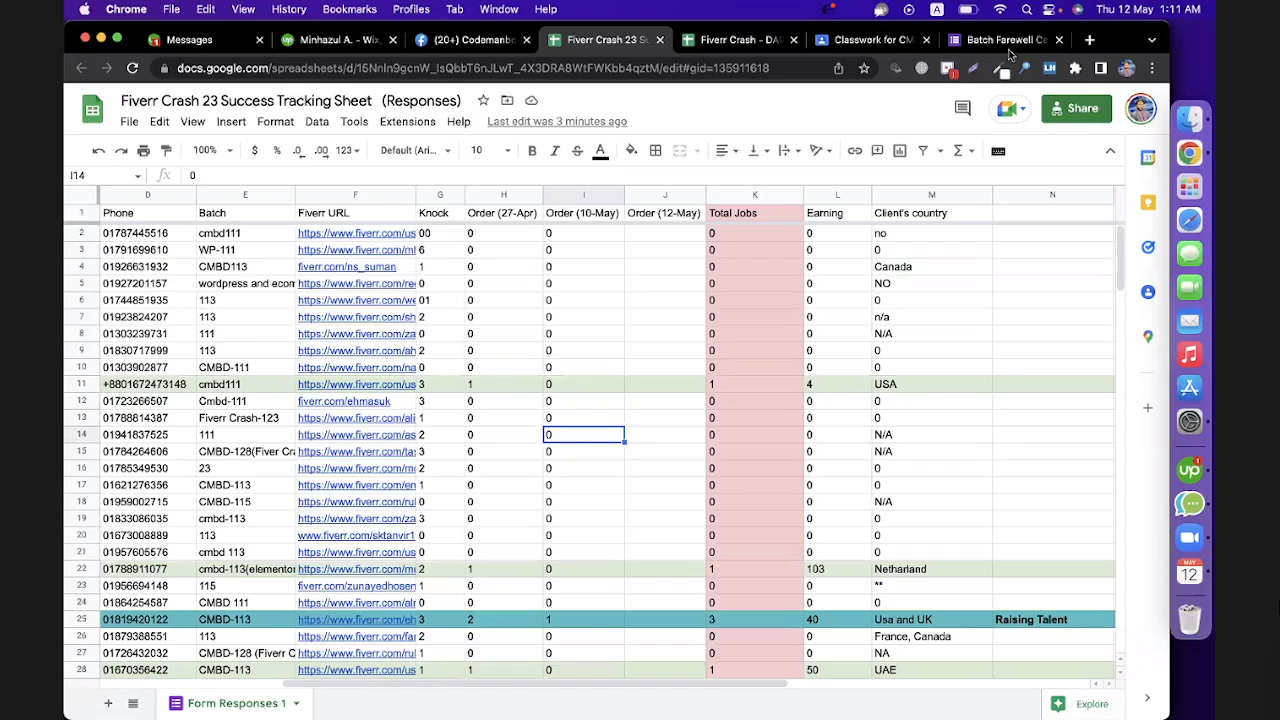 Chrome File Edit View History Bookmarks Profiles Tab Window Help Thu 12 May 1:11 AM
Messages Minhazul A. - Wix, (20+) Codemanbo Fiverr Crash 23 Su Fiverr Crash - DA Classwork for CM Batch Farewell Ce
docs.google.com/spreadsheets/d/15NnIn9gcnW_IsQbbT6nJLwT_4X3DRA8WtFWKbb4qztM/edit#gid=135911618
Fiverr Crash 23 Success Tracking Sheet (Responses)
File Edit View Insert Format Data Tools Extensions Help Last edit was 3 minutes ago
Share
100% $ % .0 .00 123 Default (Ari... 10 B I S A
I14 fx 0
D E F G H I J K L M N
1 Phone Batch Fiverr URL Knock Order (27-Apr) Order (10-May) Order (12-May) Total Jobs Earning Client's country
2 01787445516 cmbd111 https://www.fiverr.com/us 00 0 0 0 0 no
3 01791699610 WP-111 https://www.fiverr.com/ml 6 0 0 0 0 0
4 01926631932 CMBD113 fiverr.com/ns_suman 1 0 0 0 0 Canada
5 01927201157 wordpress and ecom https://www.fiverr.com/re 0 0 0 0 0 NO
6 01744851935 113 https://www.fiverr.com/we 01 0 0 0 0 0
7 01923824207 113 https://www.fiverr.com/sh 2 0 0 0 0 n/a
8 01303239731 111 https://www.fiverr.com/za 0 0 0 0 0 N/A
9 01830717999 113 https://www.fiverr.com/ah 2 0 0 0 0 0
10 01303902877 CMBD-111 https://www.fiverr.com/na 0 0 0 0 0 0
11 +8801672473148 cmbd111 https://www.fiverr.com/us 3 1 0 1 4 USA
12 01723266507 Cmbd-111 fiverr.com/ehmasuk 3 0 0 0 0 0
13 01788814387 Fiverr Crash-123 https://www.fiverr.com/ali 1 0 0 0 0 0
14 01941837525 111 https://www.fiverr.com/as 2 0 0 0 0 N/A
15 01784264606 CMBD-128(Fiver Cra https://www.fiverr.com/tas 3 0 0 0 0 N/A
16 01785349530 23 https://www.fiverr.com/mo 2 0 0 0 0 0
17 01621276356 CMBD-113 https://www.fiverr.com/en 0 0 0 0 0 0
18 01959002715 CMBD-115 https://www.fiverr.com/rul 0 0 0 0 0 N/A
19 01833086035 cmbd-113 https://www.fiverr.com/za 3 0 0 0 0 0
20 01673008889 113 www.fiverr.com/sktanvir1 0 0 0 0 0 0
21 01957605576 cmbd 113 https://www.fiverr.com/us 0 0 0 0 0 0
22 01788911077 cmbd-113(elementor https://www.fiverr.com/mu 2 1 0 1 103 Netharland
23 01956694148 115 fiverr.com/zunayedhosen 1 0 0 0 0 **
24 01864254587 CMBD 111 https://www.fiverr.com/alr 0 0 0 0 0 0
25 01819420122 CMBD-113 https://www.fiverr.com/eh 3 2 1 3 40 Usa and UK Raising Talent
26 01879388551 113 https://www.fiverr.com/far 2 0 0 0 0 France, Canada
27 01726432032 CMBD-128 (Fiverr C https://www.fiverr.com/rul 1 0 0 0 0 NA
28 01670356422 CMBD-113 https://www.fiverr.com/us 1 1 0 1 50 UAE
Form Responses 1 Explore